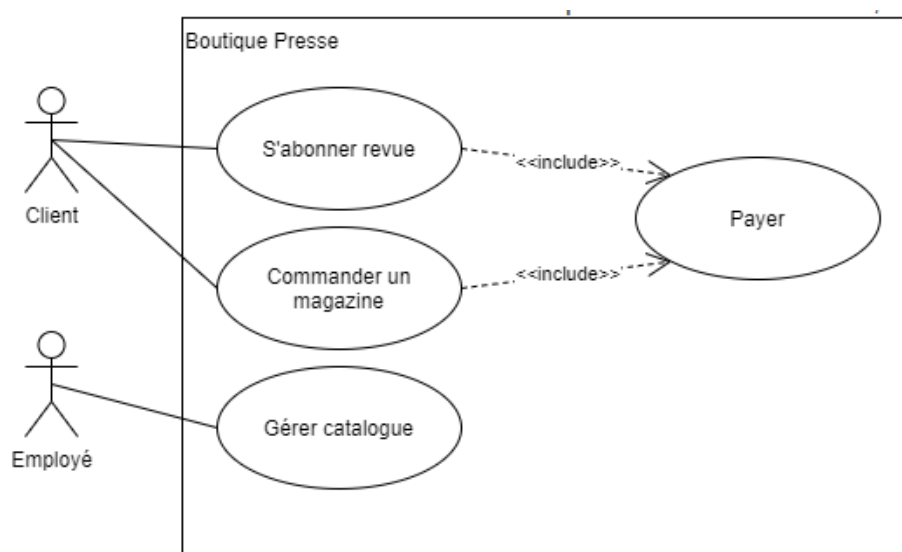 Boutique Presse
S'abonner revue
<<include>>
Client
Payer
Commander un
magazine
<<include>>
Gérer catalogue
Employé